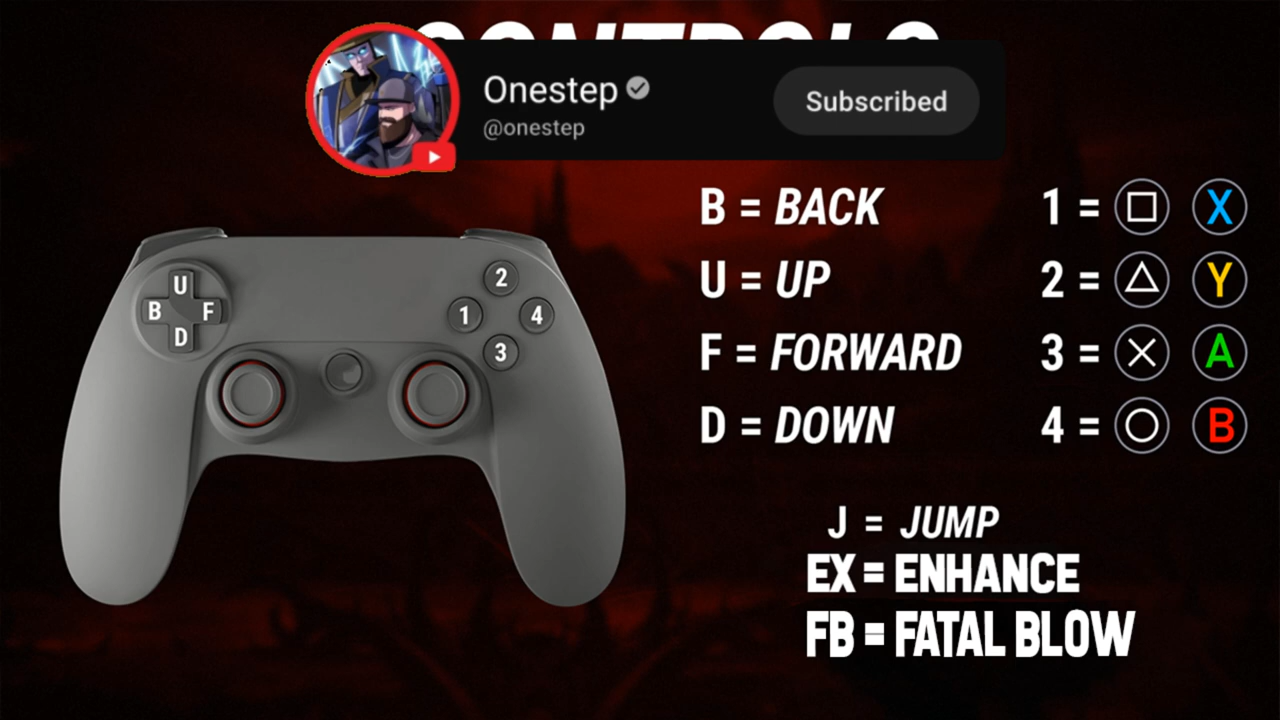 CONTROLS
Onestep
@onestep
Subscribed
B = BACK
1 = X
U = UP
2 = Y
F = FORWARD
3 = A
D = DOWN
4 = B
J = JUMP
EX = ENHANCE
FB = FATAL BLOW
U
B F
D
2
1 4
3